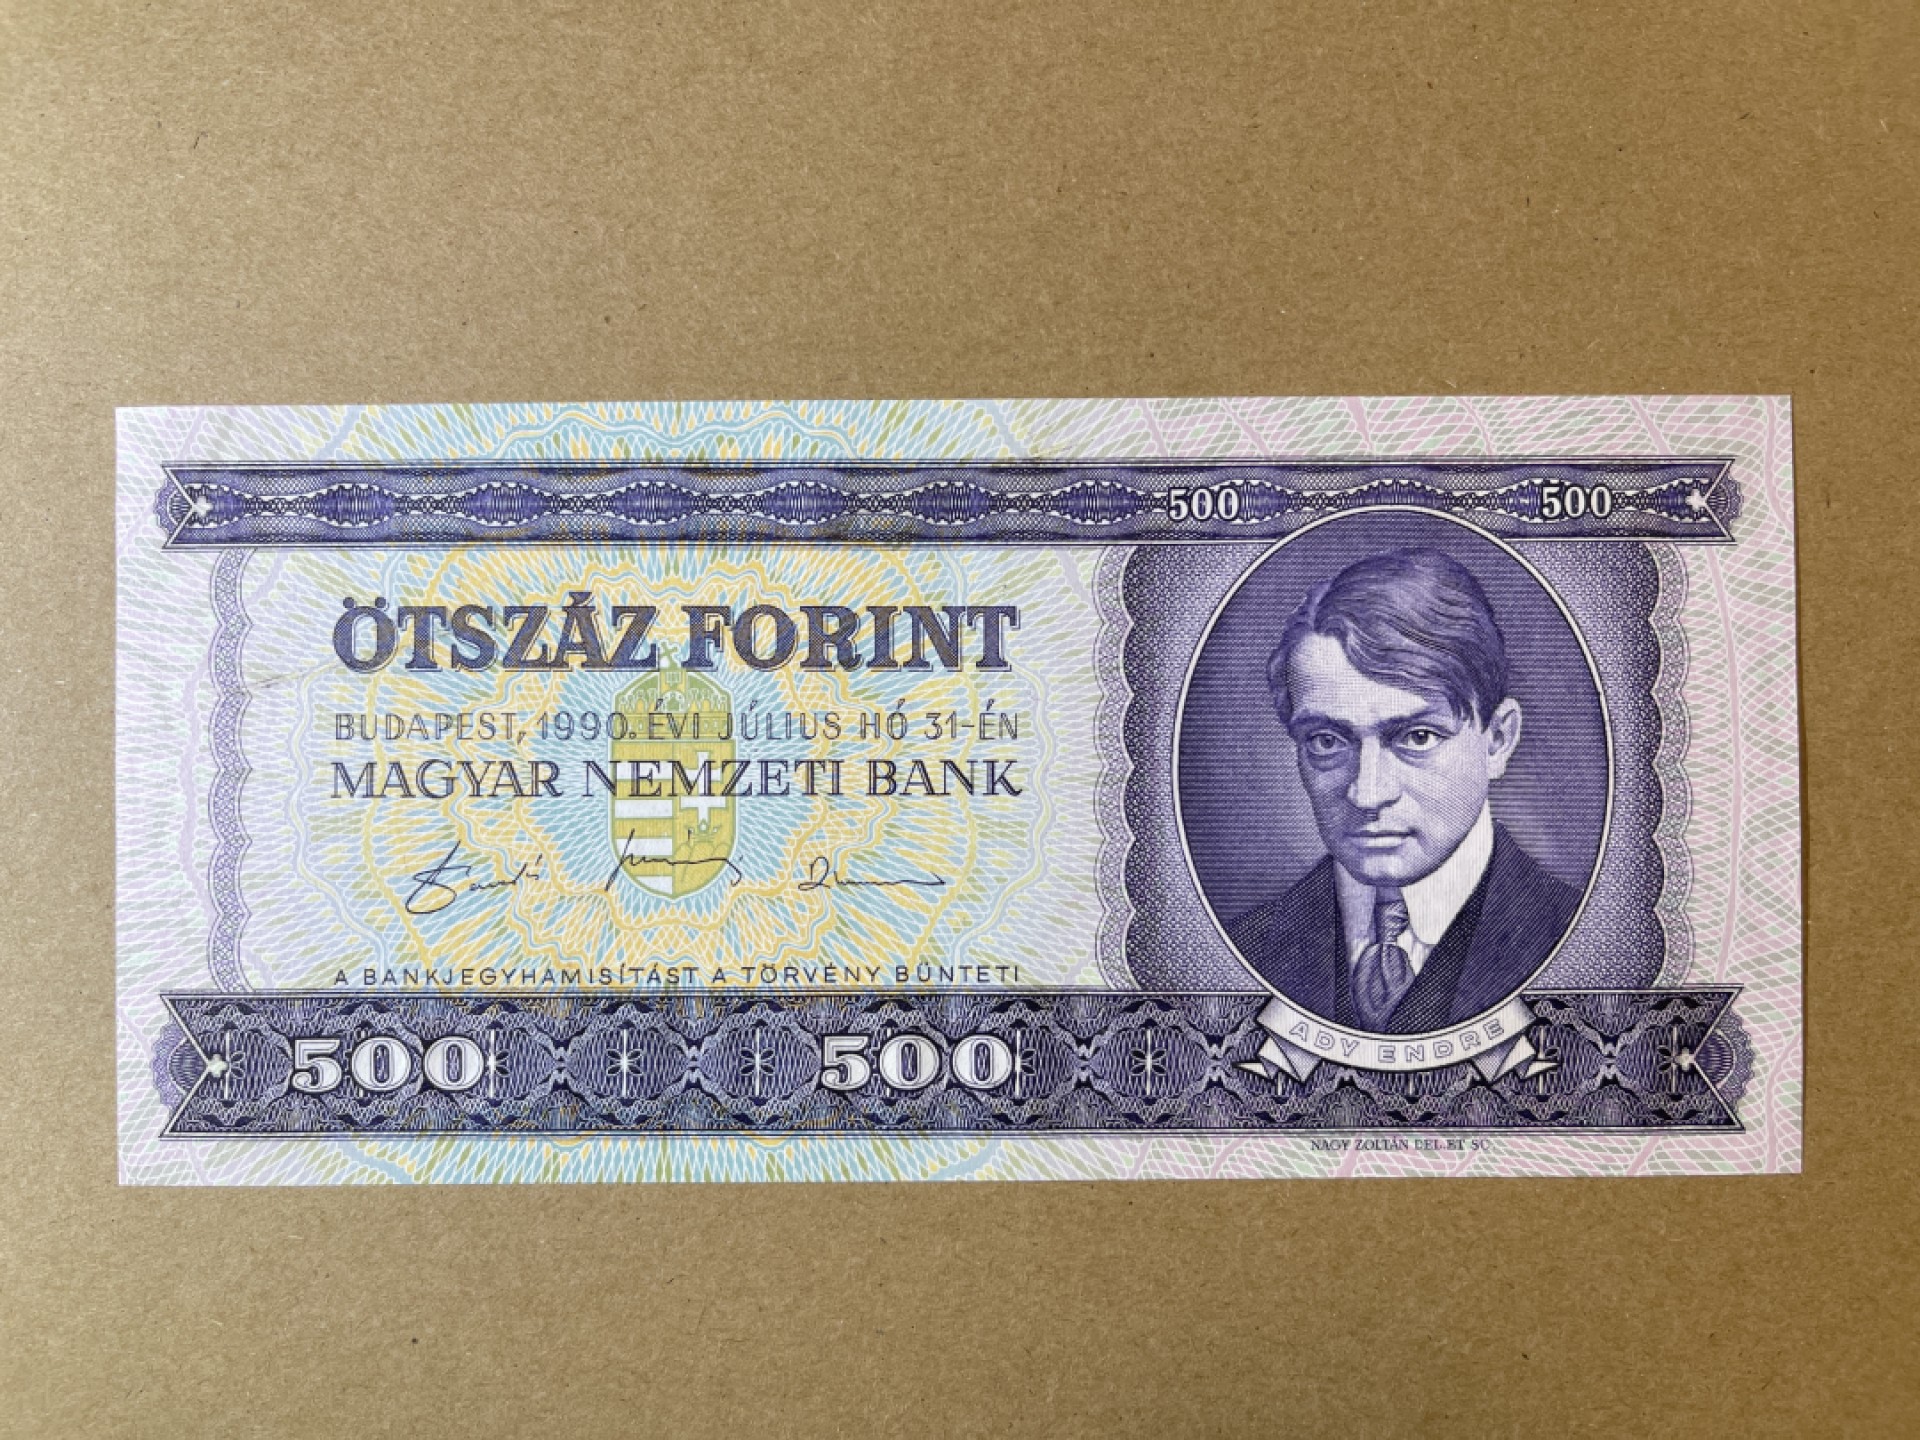 500 500
ÖTSZÁZ FORINT
BUDAPEST, 1990. ÉVI JÚLIUS HÓ 31-ÉN
MAGYAR NEMZETI BANK
A BANKJEGYHAMISÍTÁST A TÖRVÉNY BÜNTETI
500 500
ADY ENDRE
NAGY ZOLTÁN DEL.ET SC.